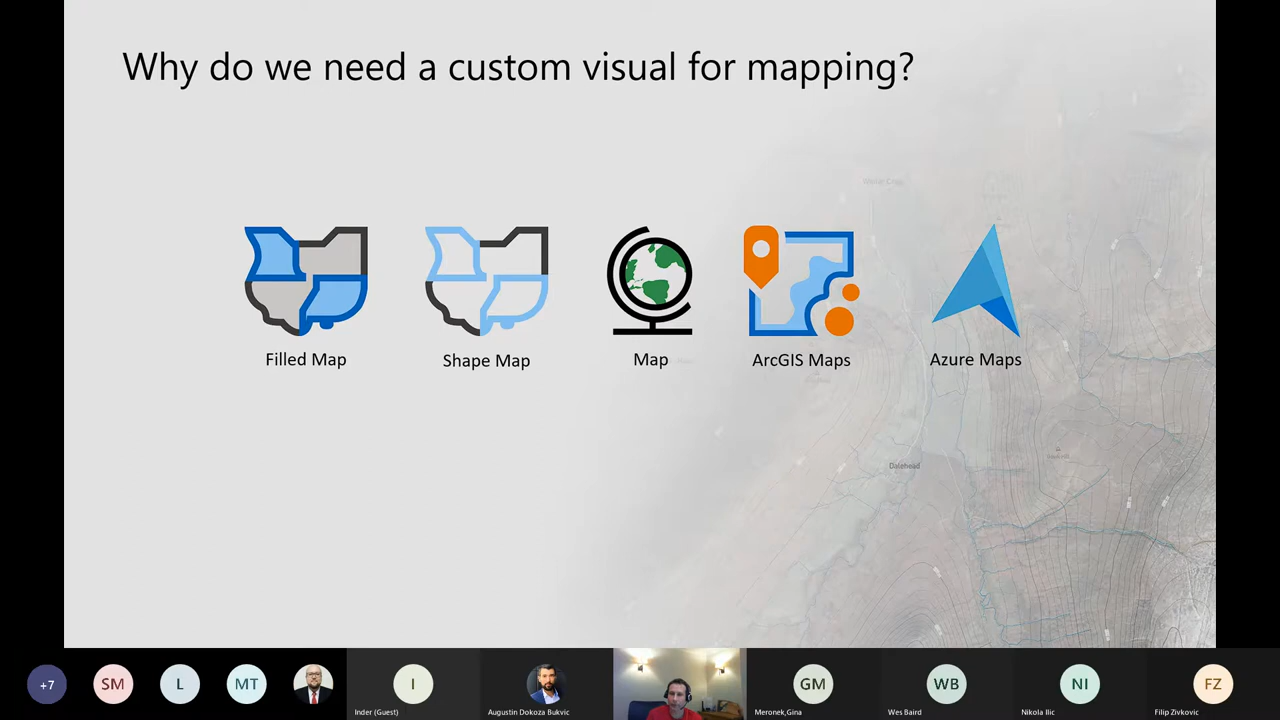 Why do we need a custom visual for mapping?
Filled Map
Shape Map
Map
ArcGIS Maps
Azure Maps
Dalehead
+7
SM
L
MT
I
GM
WB
NI
FZ
Inder (Guest)
Augustin Dokoza Bukvic
Meronek,Gina
Wes Baird
Nikola Ilic
Filip Zivkovic